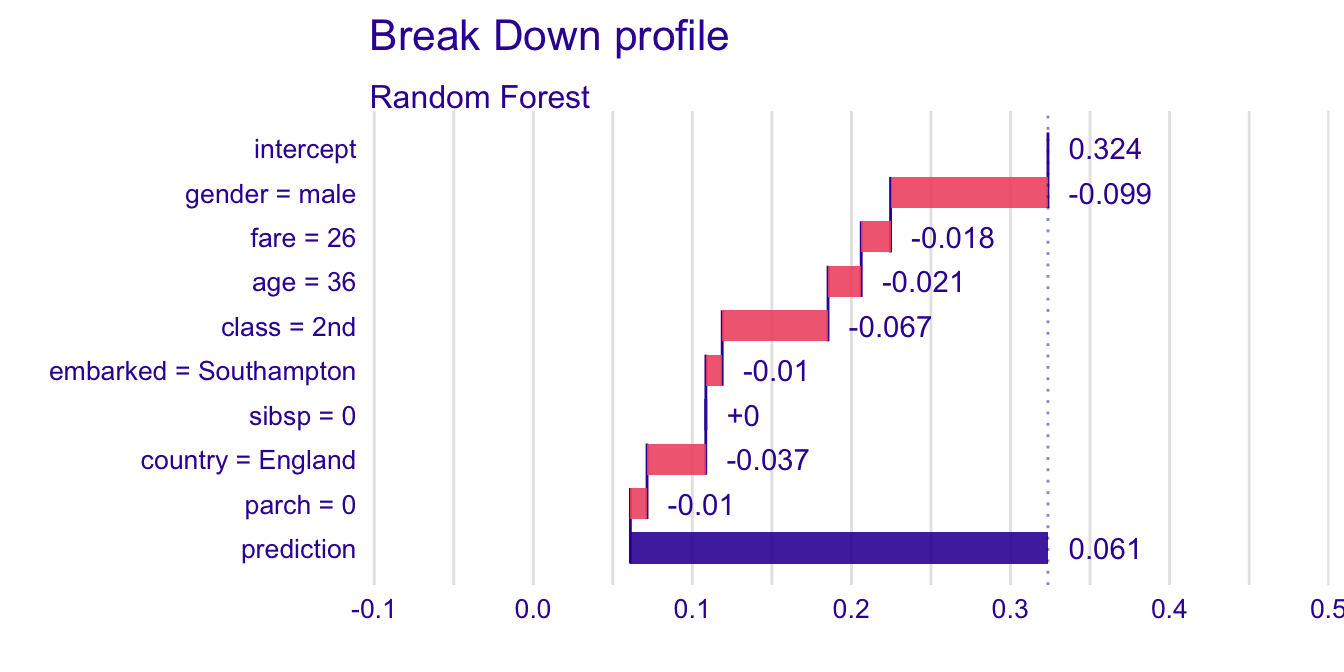 Break Down profile
Random Forest
intercept 0.324
gender = male -0.099
fare = 26 -0.018
age = 36 -0.021
class = 2nd -0.067
embarked = Southampton -0.01
sibsp = 0 +0
country = England -0.037
parch = 0 -0.01
prediction 0.061
-0.1 0.0 0.1 0.2 0.3 0.4 0.5